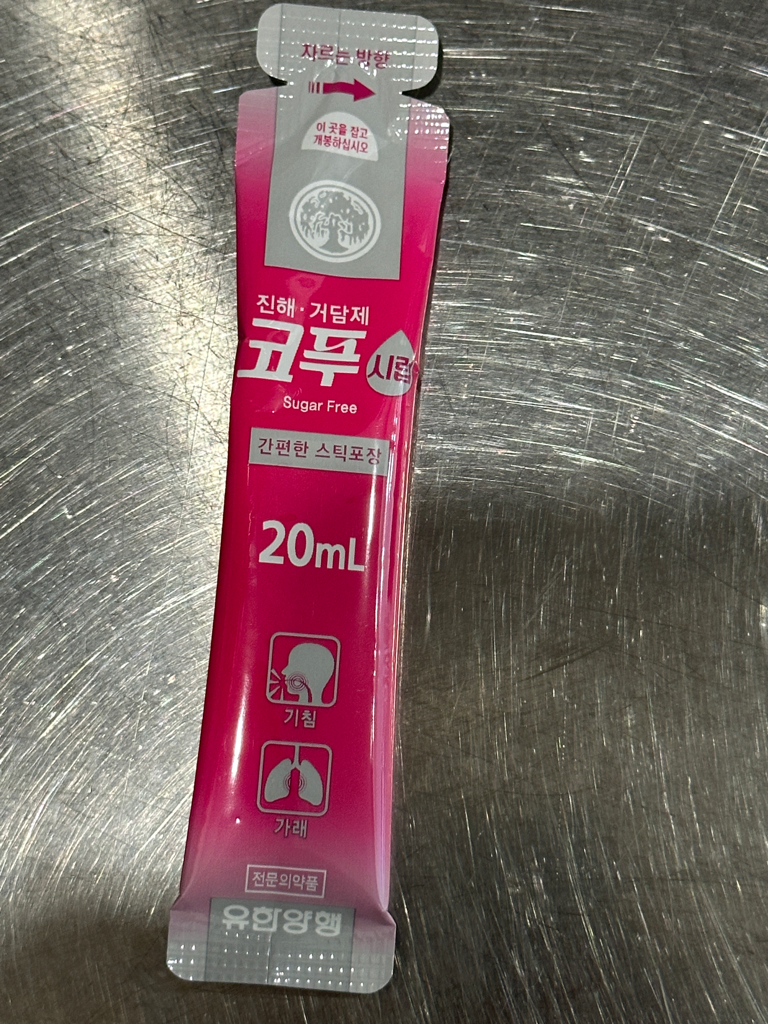 자르는 방향
이 곳을 잡고
개봉하십시오
진해·거담제
코푸시럽
Sugar Free
간편한 스틱포장
20mL
기침
가래
전문의약품
유한양행